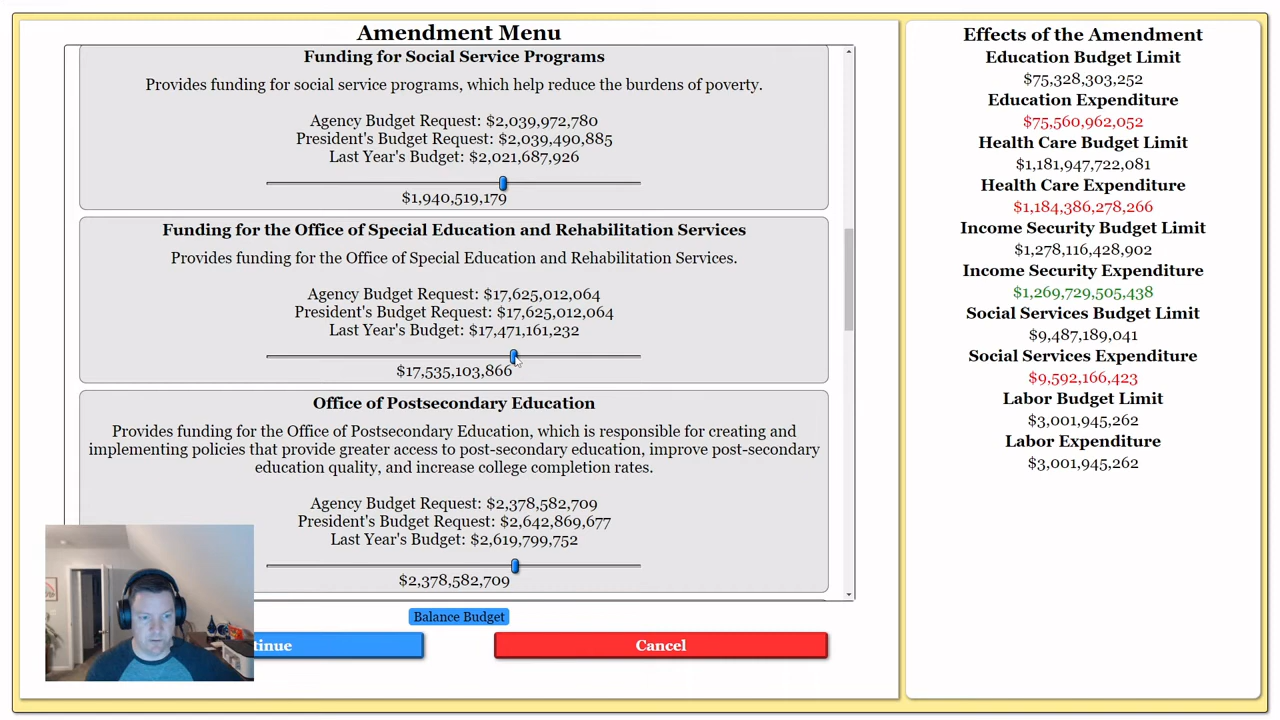 Amendment Menu
Funding for Social Service Programs
Provides funding for social service programs, which help reduce the burdens of poverty.
Agency Budget Request: $2,039,972,780
President's Budget Request: $2,039,490,885
Last Year's Budget: $2,021,687,926
$1,940,519,179
Funding for the Office of Special Education and Rehabilitation Services
Provides funding for the Office of Special Education and Rehabilitation Services.
Agency Budget Request: $17,625,012,064
President's Budget Request: $17,625,012,064
Last Year's Budget: $17,471,161,232
$17,535,103,866
Office of Postsecondary Education
Provides funding for the Office of Postsecondary Education, which is responsible for creating and
implementing policies that provide greater access to post-secondary education, improve post-secondary
education quality, and increase college completion rates.
Agency Budget Request: $2,378,582,709
President's Budget Request: $2,642,869,677
Last Year's Budget: $2,619,799,752
$2,378,582,709
Balance Budget
tinue
Cancel
Effects of the Amendment
Education Budget Limit
$75,328,303,252
Education Expenditure
$75,560,962,052
Health Care Budget Limit
$1,181,947,722,081
Health Care Expenditure
$1,184,386,278,266
Income Security Budget Limit
$1,278,116,428,902
Income Security Expenditure
$1,269,729,505,438
Social Services Budget Limit
$9,487,189,041
Social Services Expenditure
$9,592,166,423
Labor Budget Limit
$3,001,945,262
Labor Expenditure
$3,001,945,262